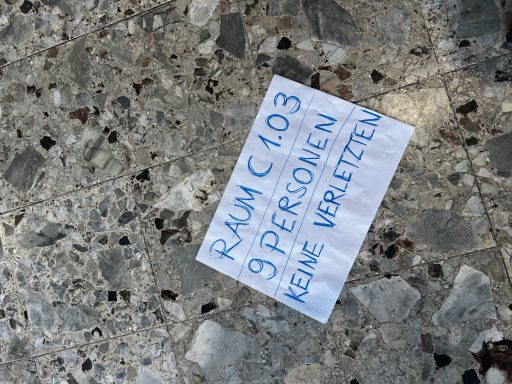 RAUM C 1.03
9 PERSONEN
KEINE VERLETZTEN